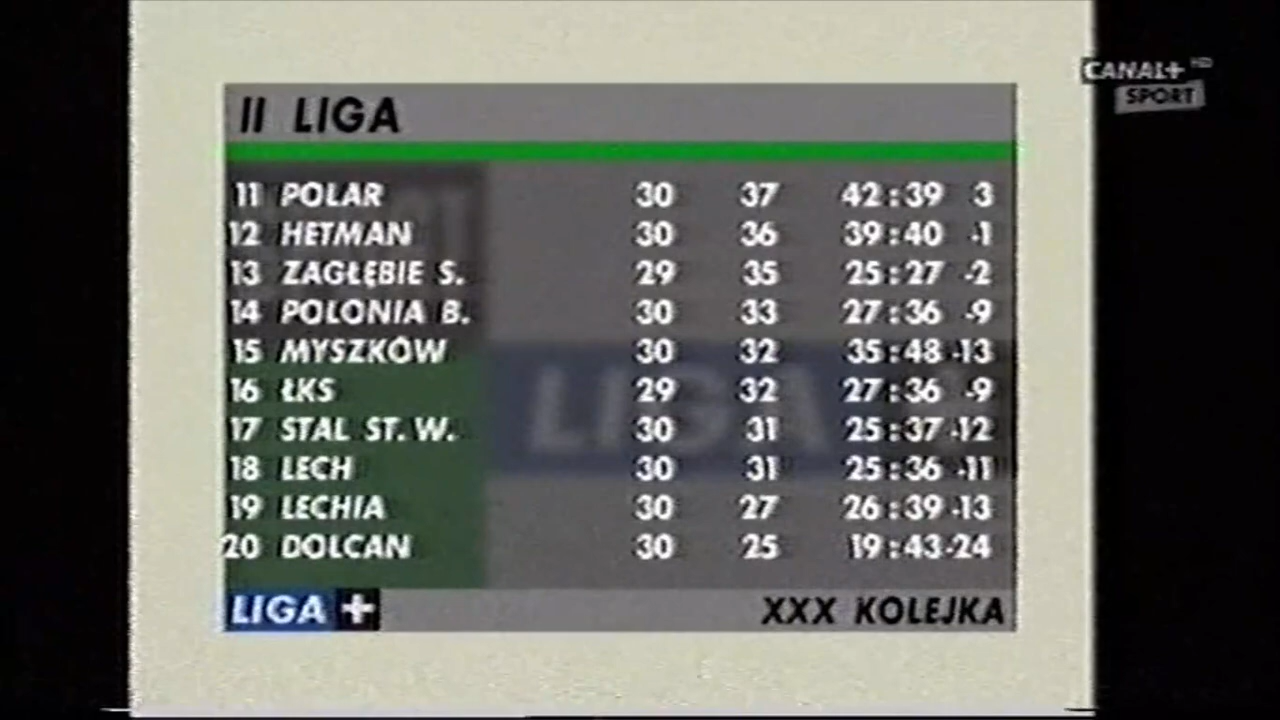 CANAL+ HD
SPORT
II LIGA
11 POLAR 30 37 42:39 3
12 HETMAN 30 36 39:40 -1
13 ZAGŁĘBIE S. 29 35 25:27 -2
14 POLONIA B. 30 33 27:36 -9
15 MYSZKÓW 30 32 35:48 -13
16 ŁKS 29 32 27:36 -9
17 STAL ST. W. 30 31 25:37 -12
18 LECH 30 31 25:36 -11
19 LECHIA 30 27 26:39 -13
20 DOLCAN 30 25 19:43 -24
LIGA
LIGA + XXX KOLEJKA